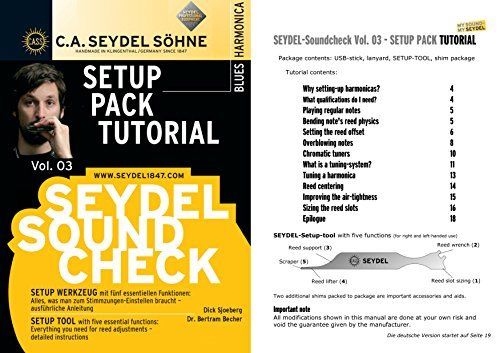 C.A. SEYDEL SÖHNE
HANDMADE IN KLINGENTHAL/GERMANY SINCE 1847
BLUES HARMONICA
SETUP
PACK
TUTORIAL
Vol. 03
WWW.SEYDEL1847.COM
SEYDEL
SOUND
CHECK
SETUP WERKZEUG mit fünf essentiellen Funktionen:
Alles, was man zum Stimmungen-Einstellen braucht –
ausführliche Anleitung
Dick Sjoeberg
Dr. Bertram Becher
SETUP TOOL with five essential functions:
Everything you need for reed adjustments –
detailed instructions
MY SOUND-
MY SEYDEL
SEYDEL-Soundcheck Vol. 03 - SETUP PACK TUTORIAL
Package contents: USB-stick, lanyard, SETUP-TOOL, shim package
Tutorial contents:
Why setting-up harmonicas? 4
What qualifications do I need? 4
Playing regular notes 5
Bending note's reed physics 5
Setting the reed offset 6
Overblowing notes 8
Chromatic tuners 10
What is a tuning-system? 11
Tuning a harmonica 13
Reed centering 14
Improving the air-tightness 15
Sizing the reed slots 16
Epilogue 18
SEYDEL-Setup-tool with five functions (for right and left-handed use)
Reed support (3)
Reed wrench (2)
Scraper (5)
SEYDEL
Reed lifter (4)
Reed slot sizing (1)
Two additional shims packed to package are important accessories and aids.
Important note
All modifications shown in this manual are done at your own risk and
void the guarantee given by the manufacturer.
Die deutsche Version startet auf Seite 19